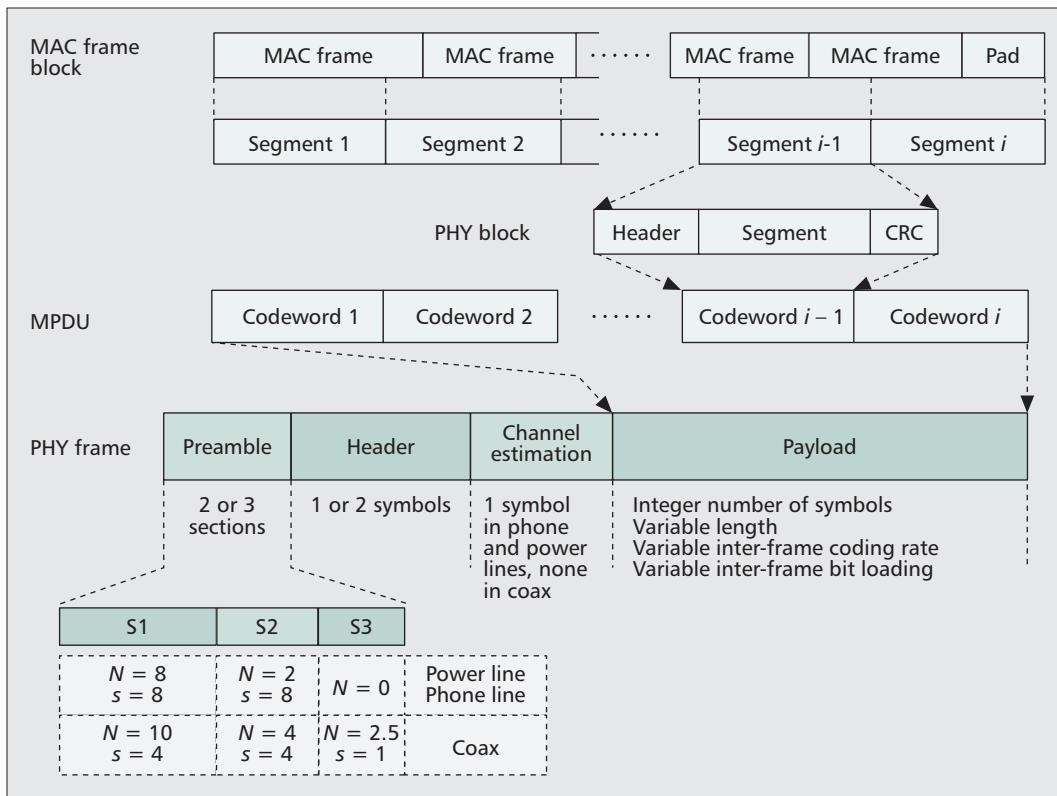 MAC frame block
MAC frame MAC frame ...... MAC frame MAC frame Pad
Segment 1 Segment 2 ...... Segment i-1 Segment i
PHY block
Header Segment CRC
MPDU
Codeword 1 Codeword 2 ...... Codeword i – 1 Codeword i
PHY frame
Preamble
Header
Channel
estimation
Payload
2 or 3
sections
1 or 2 symbols
1 symbol
in phone
and power
lines, none
in coax
Integer number of symbols
Variable length
Variable inter-frame coding rate
Variable inter-frame bit loading
S1 S2 S3
N = 8
s = 8
N = 2
s = 8
N = 0
Power line
Phone line
N = 10
s = 4
N = 4
s = 4
N = 2.5
s = 1
Coax